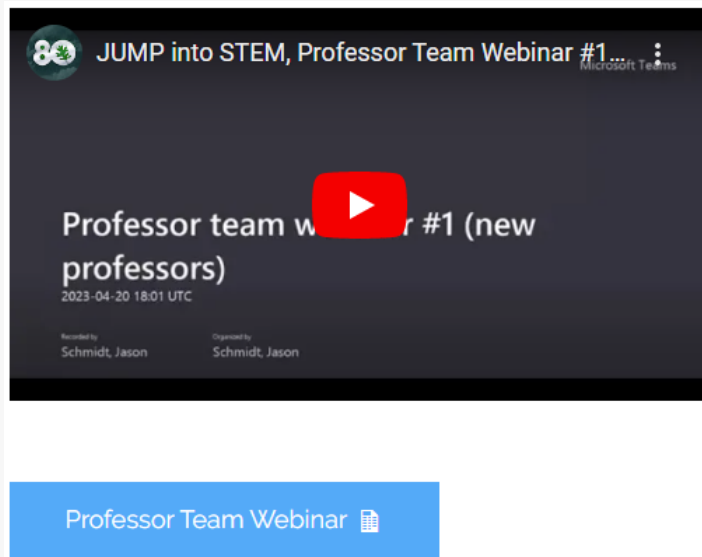 80 JUMP into STEM, Professor Team Webinar #1...
Microsoft Teams
Professor team w r #1 (new
professors)
2023-04-20 18:01 UTC
Recorded by Organized by
Schmidt, Jason Schmidt, Jason
Professor Team Webinar